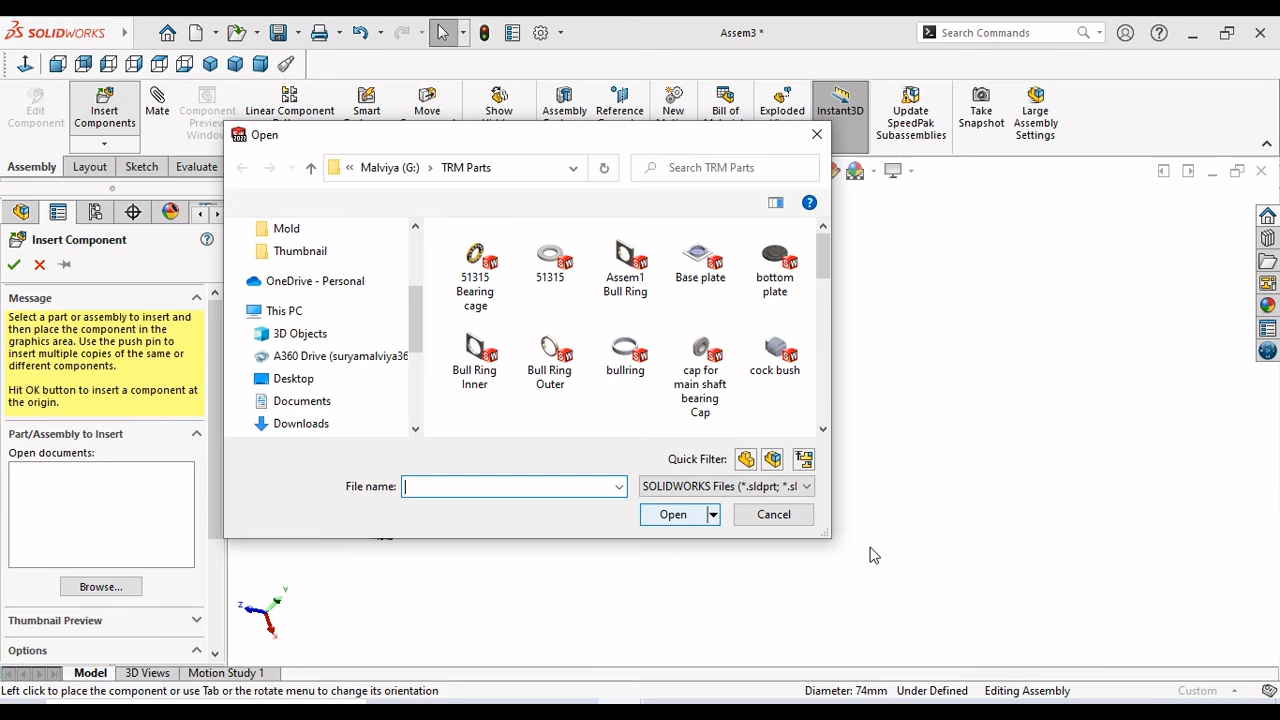 SOLIDWORKS
Assem3 *
Search Commands
Edit
Component
Insert
Components
Mate
Component
Preview
Window
Linear Component
Smart
Move
Show
Assembly
Reference
New
Bill of
Exploded
Instant3D
Update
SpeedPak
Subassemblies
Take
Snapshot
Large
Assembly
Settings
Assembly
Layout
Sketch
Evaluate
Open
« Malviya (G:) › TRM Parts
Search TRM Parts
Insert Component
Message
Select a part or assembly to insert and
then place the component in the
graphics area. Use the push pin to
insert multiple copies of the same or
different components.
Hit OK button to insert a component at
the origin.
Part/Assembly to Insert
Open documents:
Browse...
Thumbnail Preview
Options
Mold
Thumbnail
OneDrive - Personal
This PC
3D Objects
A360 Drive (suryamalviya36
Desktop
Documents
Downloads
51315
Bearing
cage
51315
Assem1
Bull Ring
Base plate
bottom
plate
Bull Ring
Inner
Bull Ring
Outer
bullring
cap for
main shaft
bearing
Cap
cock bush
Quick Filter:
File name:
SOLIDWORKS Files (*.sldprt; *.sl
Open
Cancel
Y
Z
X
Model
3D Views
Motion Study 1
Left click to place the component or use Tab or the rotate menu to change its orientation
Diameter: 74mm
Under Defined
Editing Assembly
Custom